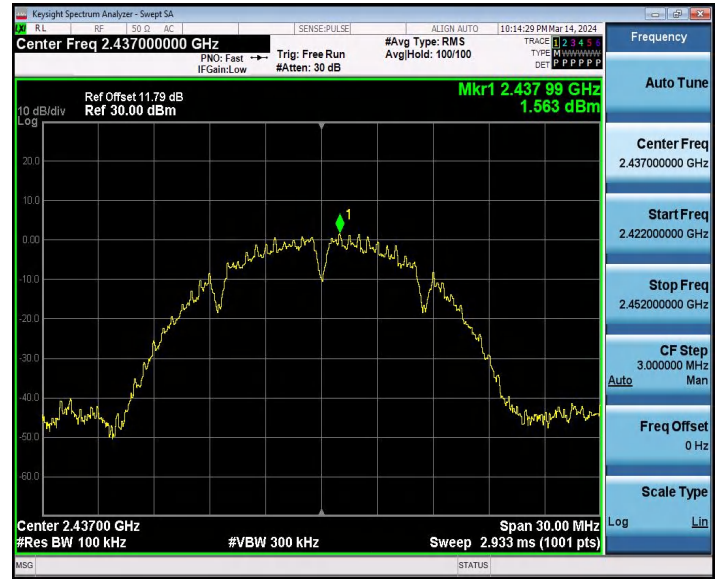 Keysight Spectrum Analyzer - Swept SA
LXI RL RF 50 Ω AC SENSE:PULSE ALIGN AUTO 10:14:29 PM Mar 14, 2024
Center Freq 2.437000000 GHz
PNO: Fast
IFGain:Low
Trig: Free Run
#Atten: 30 dB
#Avg Type: RMS
Avg|Hold: 100/100
TRACE 1 2 3 4 5 6
TYPE M W W W W W
DET P P P P P P
Ref Offset 11.79 dB
10 dB/div Ref 30.00 dBm
Log
Mkr1 2.437 99 GHz
1.563 dBm
1
20.0
10.0
0.00
-10.0
-20.0
-30.0
-40.0
-50.0
-60.0
Center 2.43700 GHz Span 30.00 MHz
#Res BW 100 kHz #VBW 300 kHz Sweep 2.933 ms (1001 pts)
MSG STATUS
Frequency
Auto Tune
Center Freq
2.437000000 GHz
Start Freq
2.422000000 GHz
Stop Freq
2.452000000 GHz
CF Step
3.000000 MHz
Auto Man
Freq Offset
0 Hz
Scale Type
Log Lin